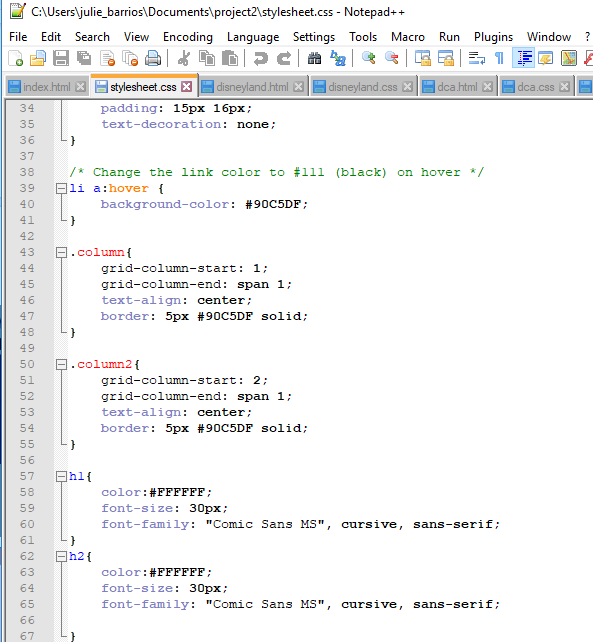 C:\Users\julie_barrios\Documents\project2\stylesheet.css - Notepad++
File Edit Search View Encoding Language Settings Tools Macro Run Plugins Window ?
index.html stylesheet.css disneyland.html disneyland.css dca.html dca.css
34 padding: 15px 16px;
35 text-decoration: none;
36 }
37
38 /* Change the link color to #111 (black) on hover */
39 li a:hover {
40 background-color: #90C5DF;
41 }
42
43 .column{
44 grid-column-start: 1;
45 grid-column-end: span 1;
46 text-align: center;
47 border: 5px #90C5DF solid;
48 }
49
50 .column2{
51 grid-column-start: 2;
52 grid-column-end: span 1;
53 text-align: center;
54 border: 5px #90C5DF solid;
55 }
56
57 h1{
58 color:#FFFFFF;
59 font-size: 30px;
60 font-family: "Comic Sans MS", cursive, sans-serif;
61 }
62 h2{
63 color:#FFFFFF;
64 font-size: 30px;
65 font-family: "Comic Sans MS", cursive, sans-serif;
66
67 }